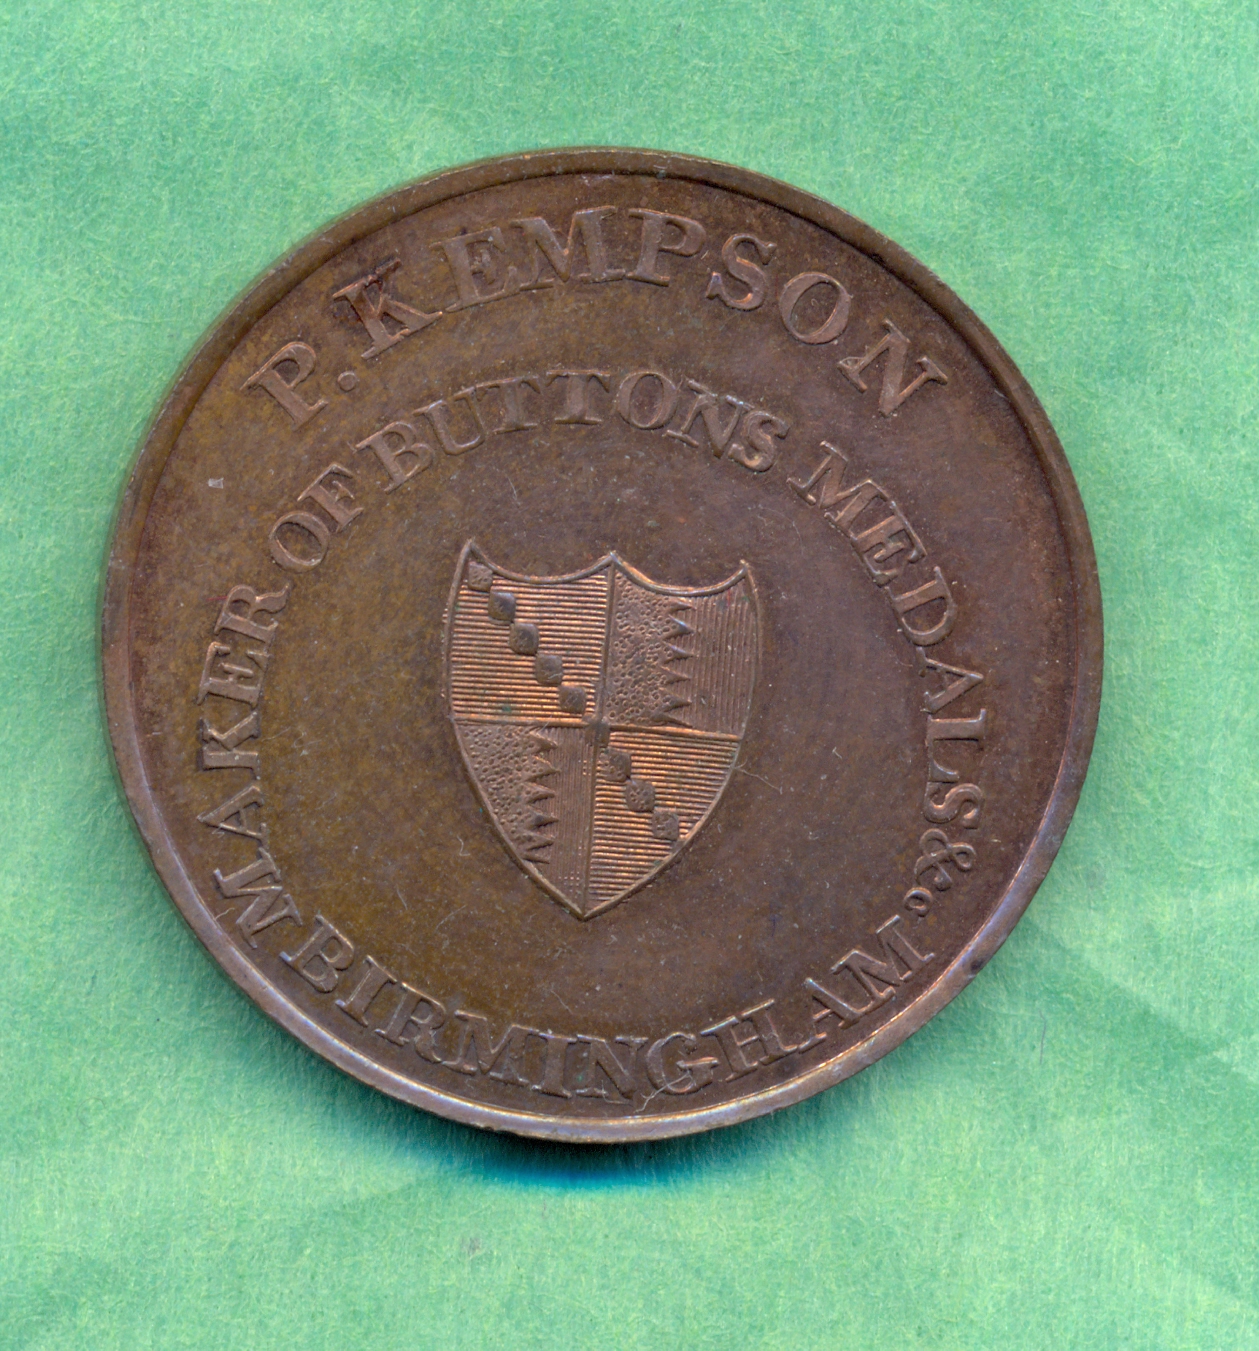 P. KEMPSON
MAKER OF BUTTONS MEDALS &c
BIRMINGHAM